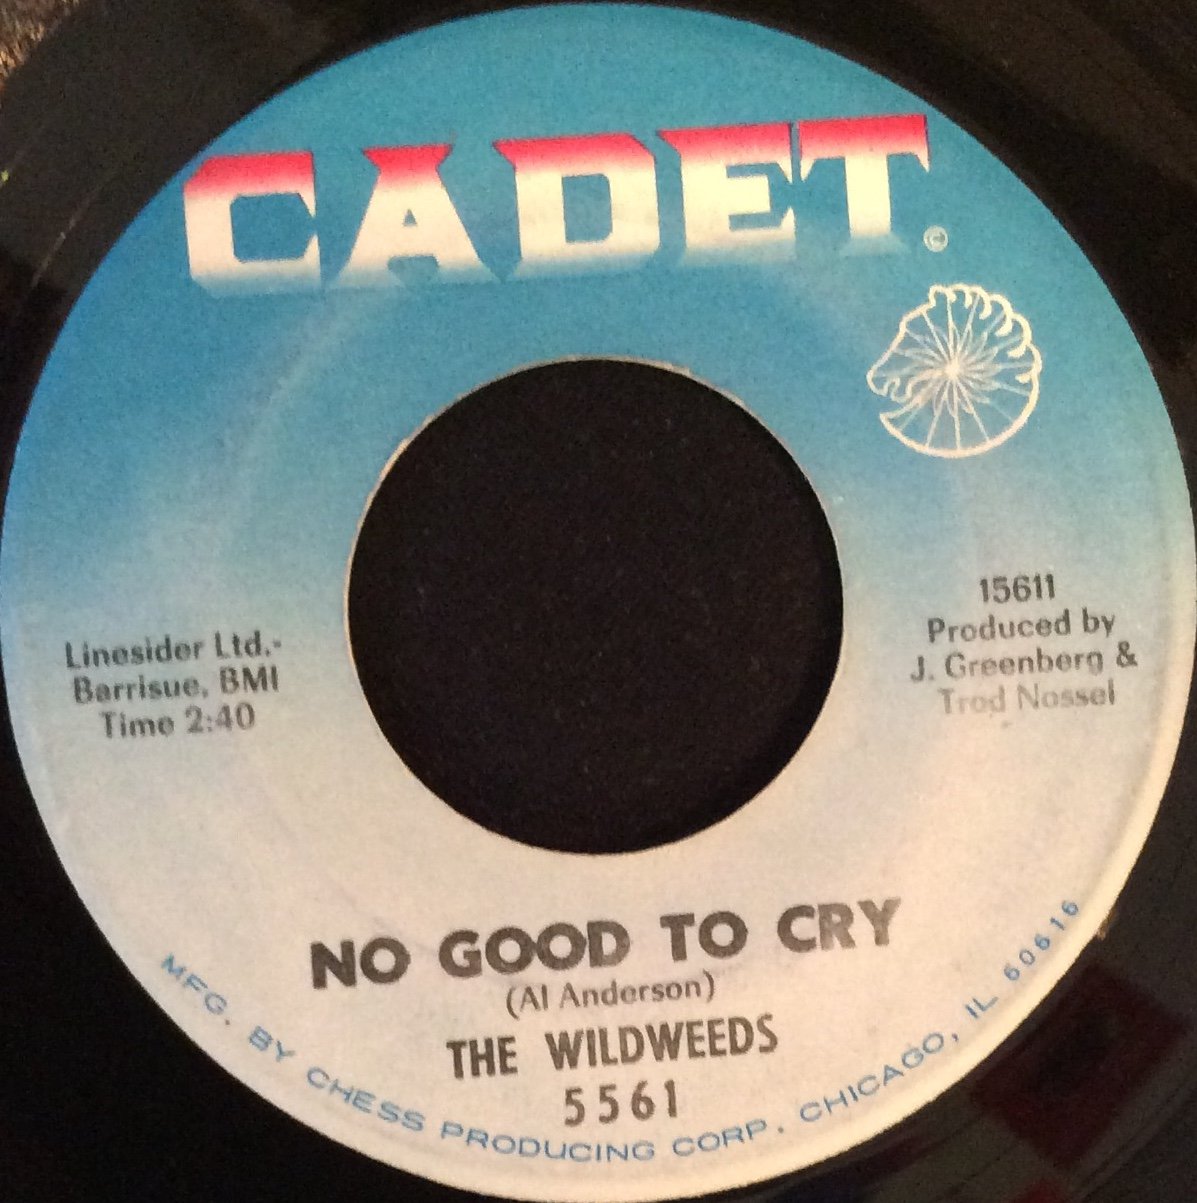 CADET.
©
Linesider Ltd.-
Barrisue, BMI
Time 2:40
15611
Produced by
J. Greenberg &
Trod Nossel
NO GOOD TO CRY
(Al Anderson)
THE WILDWEEDS
5561
MFG. BY CHESS PRODUCING CORP. CHICAGO, IL 60616